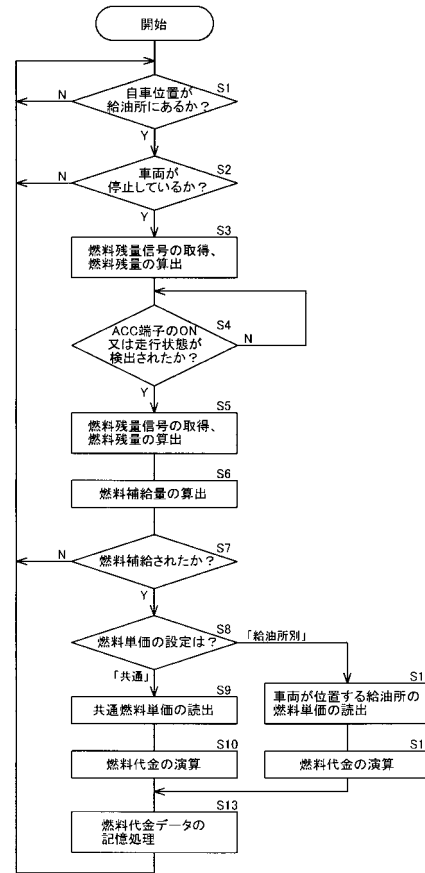 開始
S1
自車位置が
給油所にあるか？
N
Y
S2
車両が
停止しているか？
N
Y
S3
燃料残量信号の取得、
燃料残量の算出
S4
ACC端子のON
又は走行状態が
検出されたか？
N
Y
S5
燃料残量信号の取得、
燃料残量の算出
S6
燃料補給量の算出
S7
燃料補給されたか？
N
Y
S8
燃料単価の設定は？
「給油所別」
「共通」
S9
共通燃料単価の読出
S1
車両が位置する給油所の
燃料単価の読出
S10
燃料代金の演算
S1
燃料代金の演算
S13
燃料代金データの
記憶処理